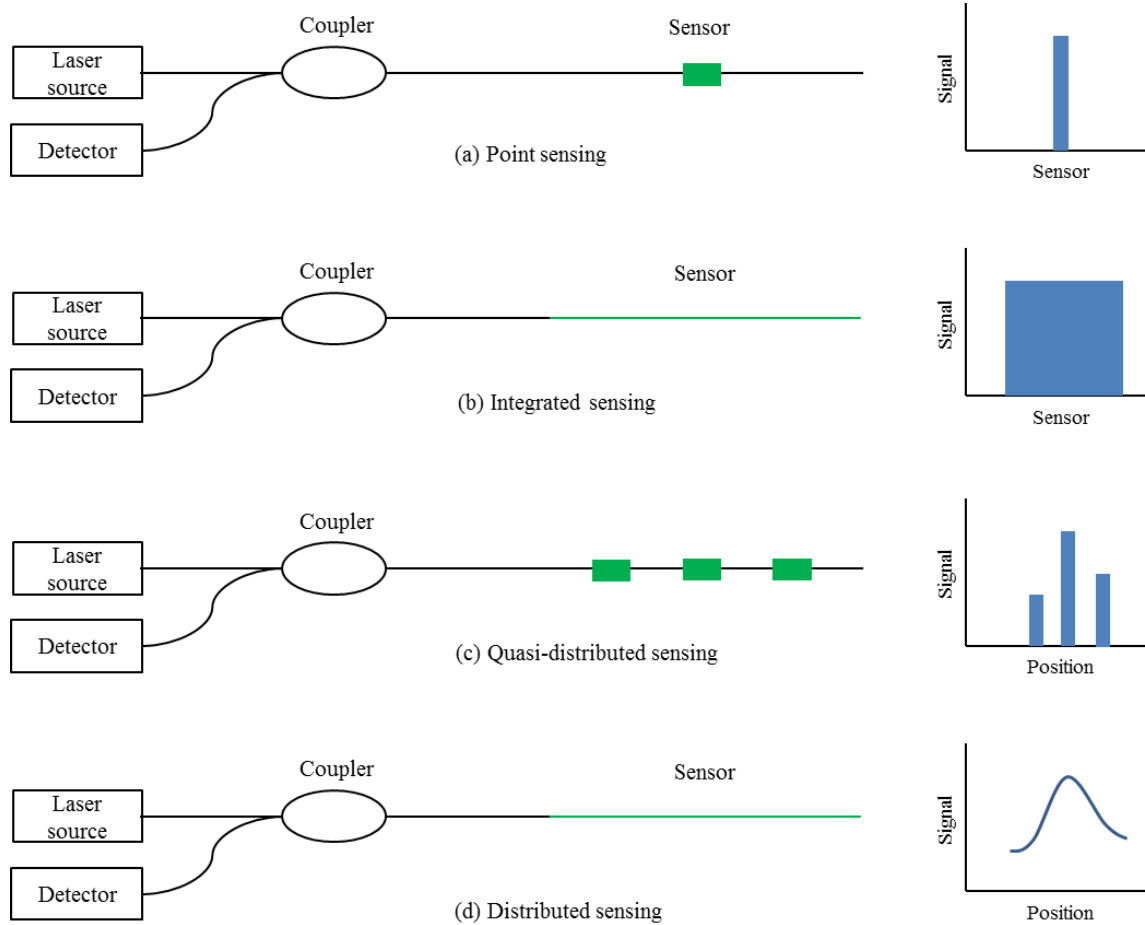 Coupler
Sensor
Laser
source
Detector
(a) Point sensing
Signal
Sensor
Coupler
Sensor
Laser
source
Detector
(b) Integrated sensing
Signal
Sensor
Coupler
Laser
source
Detector
(c) Quasi-distributed sensing
Signal
Position
Coupler
Sensor
Laser
source
Detector
(d) Distributed sensing
Signal
Position